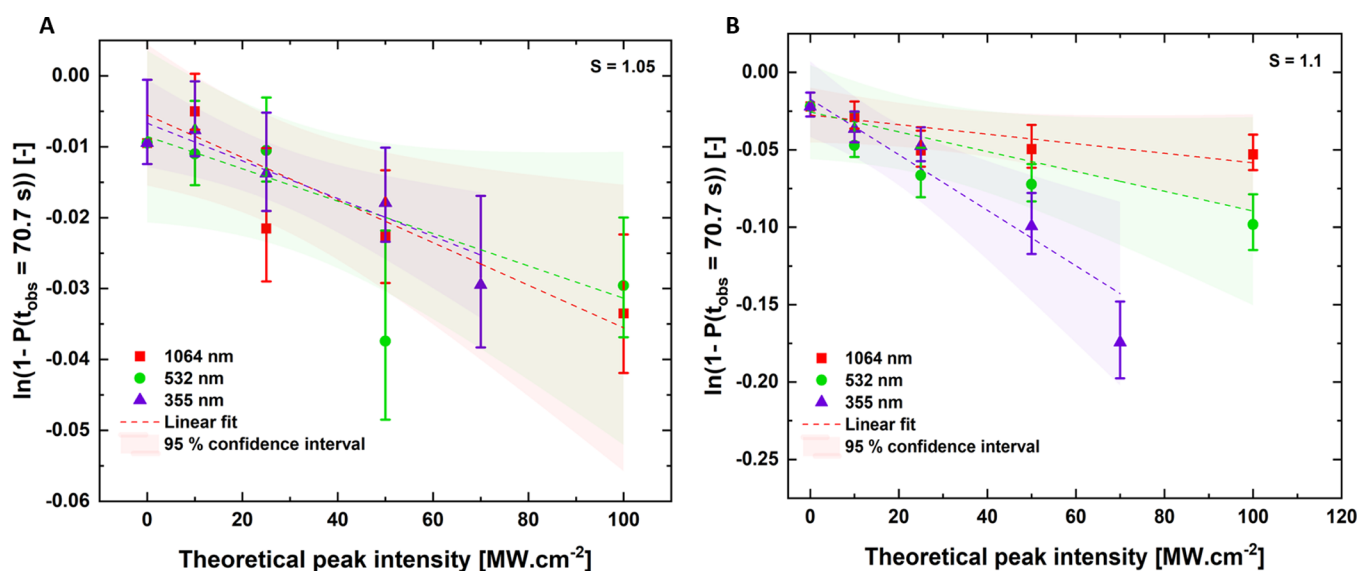 A
S = 1.05
ln(1- P(t_obs = 70.7 s)) [-]
0.00
-0.01
-0.02
-0.03
-0.04
-0.05
-0.06
1064 nm
532 nm
355 nm
Linear fit
95 % confidence interval
0 20 40 60 80 100
Theoretical peak intensity [MW.cm⁻²]
B
S = 1.1
ln(1- P(t_obs = 70.7 s)) [-]
0.00
-0.05
-0.10
-0.15
-0.20
-0.25
1064 nm
532 nm
355 nm
Linear fit
95 % confidence interval
0 20 40 60 80 100 120
Theoretical peak intensity [MW.cm⁻²]